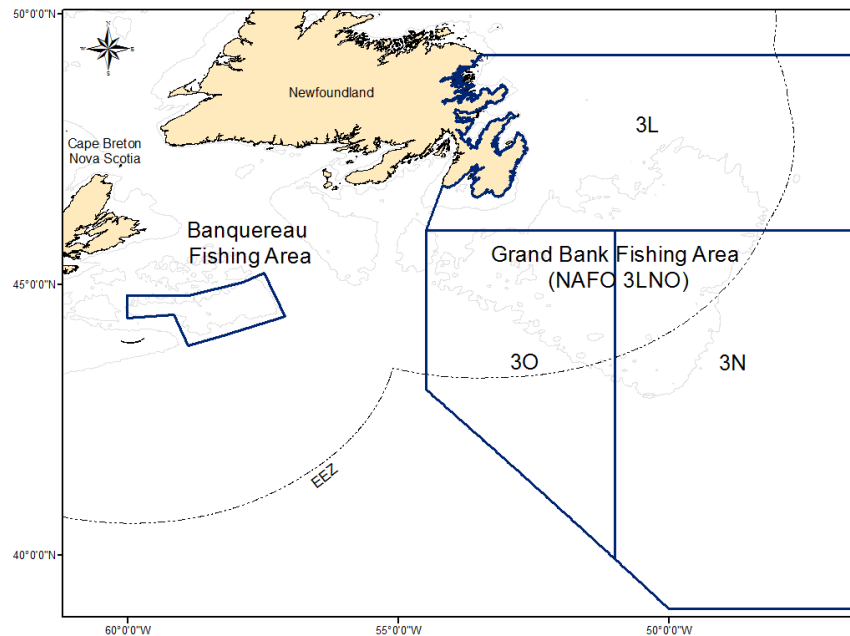 50°0'0"N
N
W
E
S
Newfoundland
3L
Cape Breton
Nova Scotia
Banquereau
Fishing Area
Grand Bank Fishing Area
(NAFO 3LNO)
45°0'0"N
3O
3N
EEZ
40°0'0"N
60°0'0"W
55°0'0"W
50°0'0"W